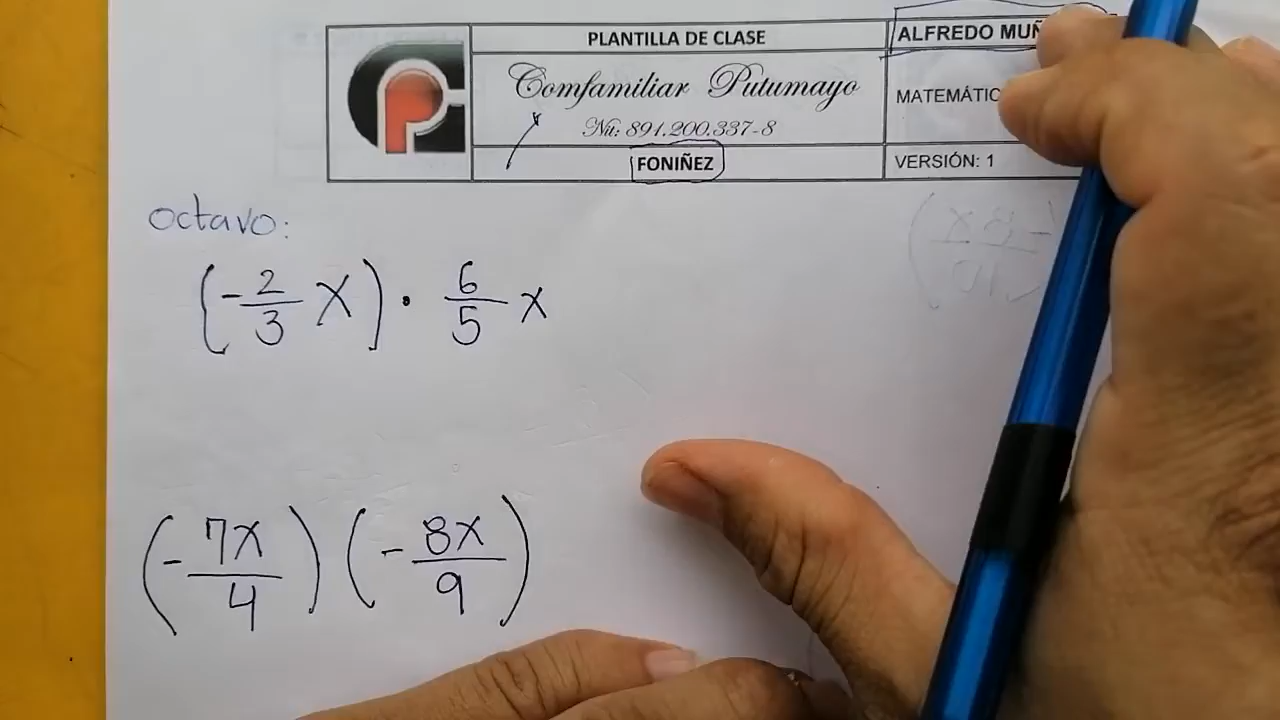 PLANTILLA DE CLASE
ALFREDO MUÑ
Comfamiliar Putumayo
Nit: 891.200.337-8
MATEMÁTIC
FONIÑEZ
VERSIÓN: 1
octavo:
(-2/3 X) · 6/5 x
(-7X/4) (-8X/9)